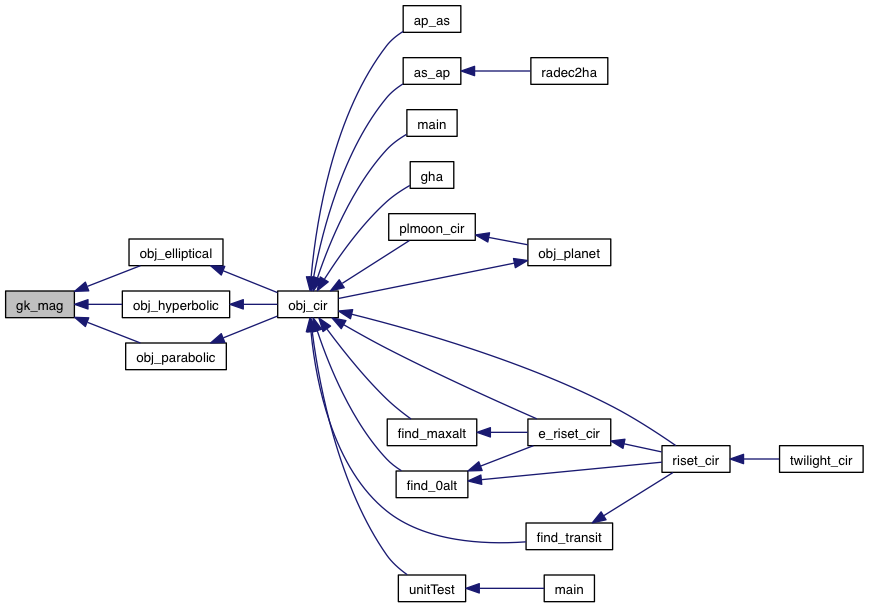 ap_as
as_ap
radec2ha
main
gha
plmoon_cir
obj_elliptical
obj_planet
gk_mag
obj_hyperbolic
obj_cir
obj_parabolic
find_maxalt
e_riset_cir
riset_cir
twilight_cir
find_0alt
find_transit
unitTest
main